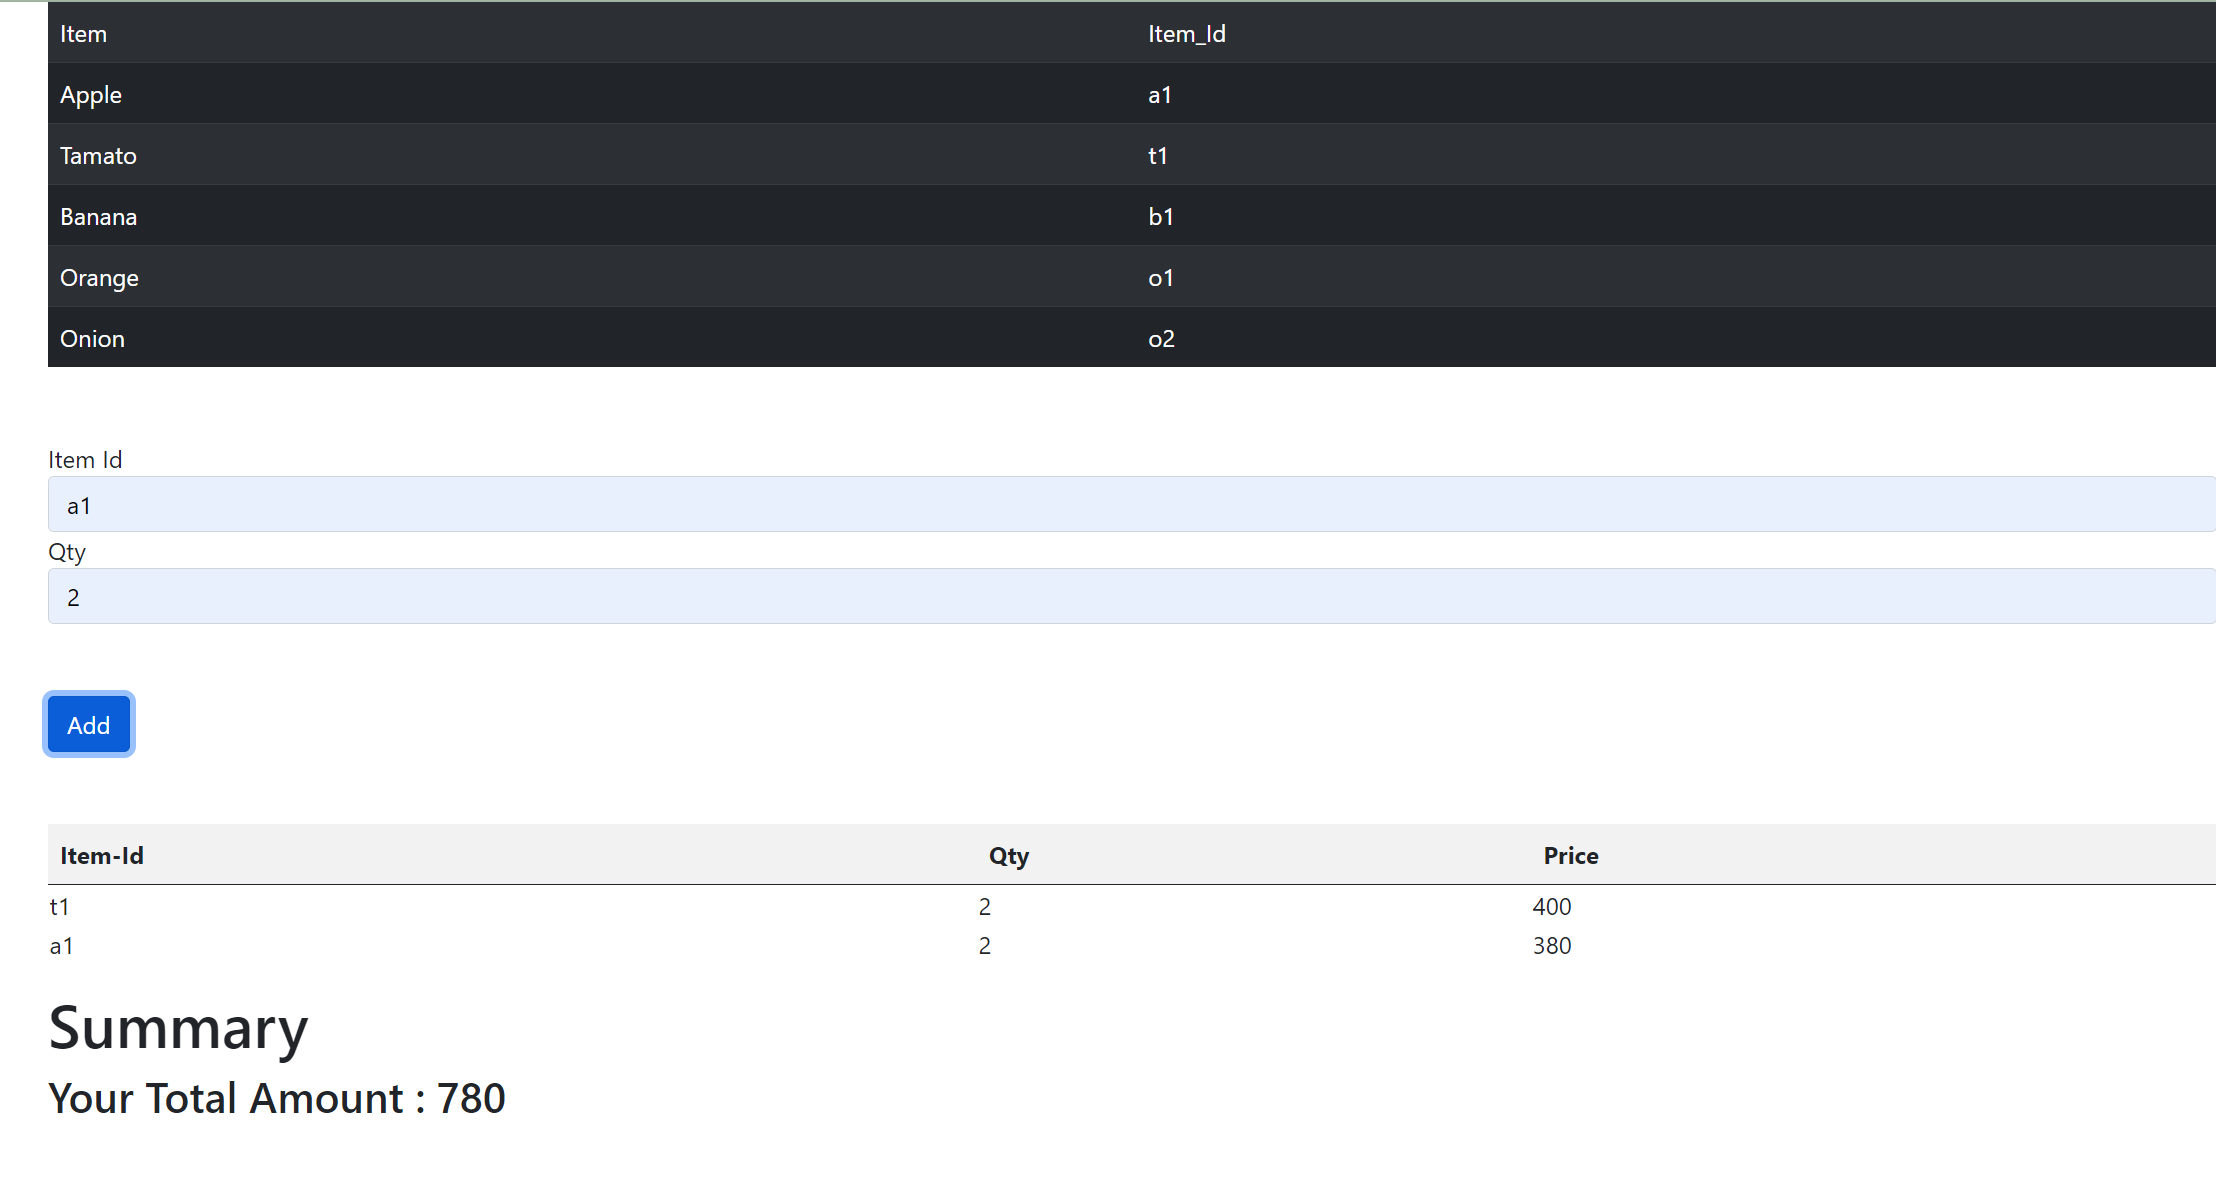 Item Item_Id
Apple a1
Tamato t1
Banana b1
Orange o1
Onion o2
Item Id
a1
Qty
2
Add
Item-Id Qty Price
t1 2 400
a1 2 380
Summary
Your Total Amount : 780